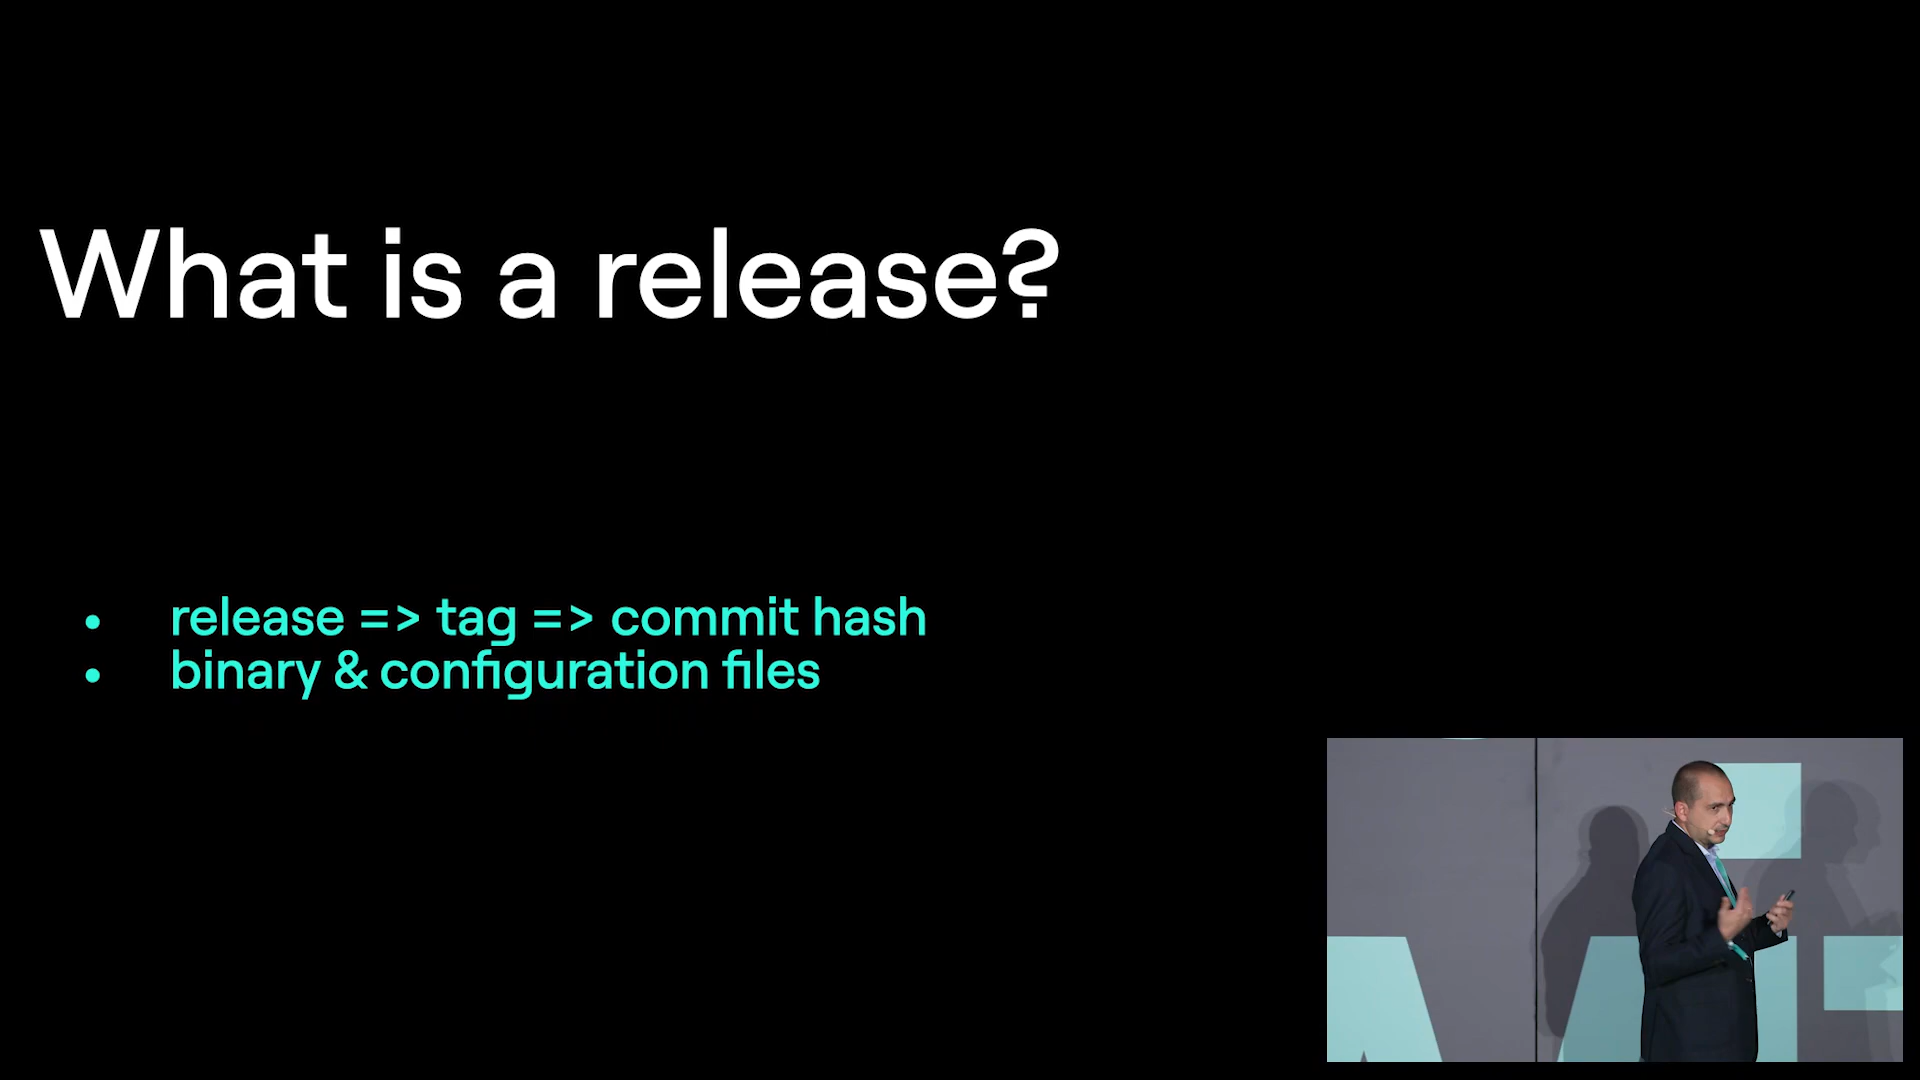 What is a release?
• release => tag => commit hash
• binary & configuration files